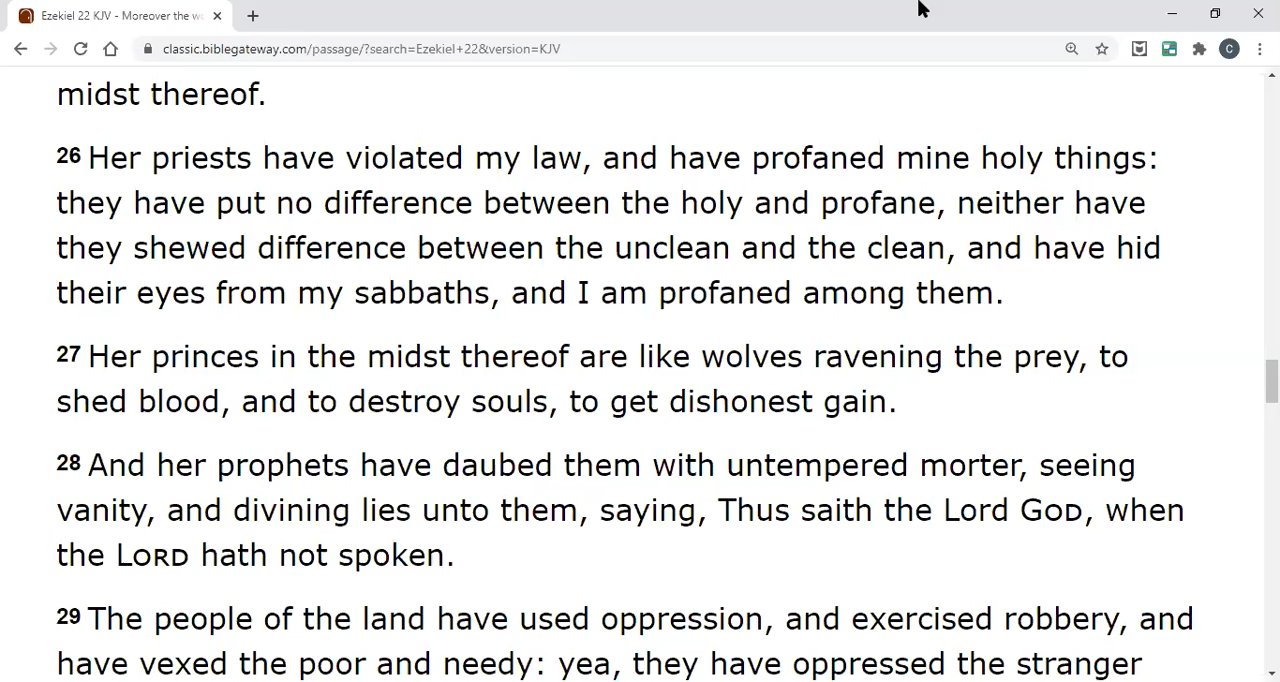 Ezekiel 22 KJV - Moreover the wo
classic.biblegateway.com/passage/?search=Ezekiel+22&version=KJV
C
midst thereof.
26 Her priests have violated my law, and have profaned mine holy things:
they have put no difference between the holy and profane, neither have
they shewed difference between the unclean and the clean, and have hid
their eyes from my sabbaths, and I am profaned among them.
27 Her princes in the midst thereof are like wolves ravening the prey, to
shed blood, and to destroy souls, to get dishonest gain.
28 And her prophets have daubed them with untempered morter, seeing
vanity, and divining lies unto them, saying, Thus saith the Lord GOD, when
the LORD hath not spoken.
29 The people of the land have used oppression, and exercised robbery, and
have vexed the poor and needy: yea, they have oppressed the stranger